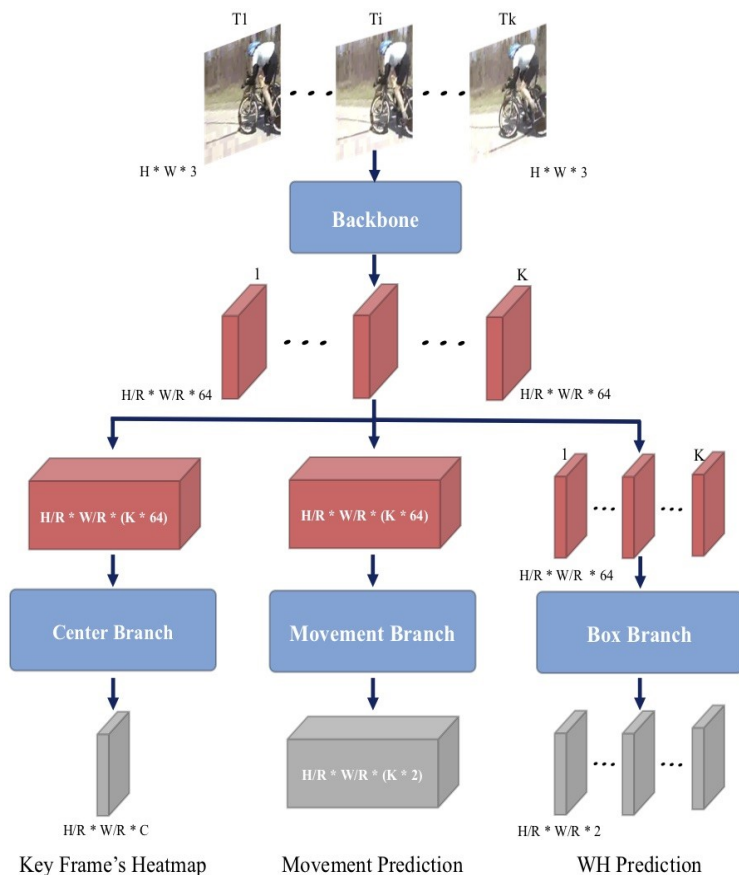 T1 Ti Tk
H * W * 3 H * W * 3
Backbone
1 K
H/R * W/R * 64 H/R * W/R * 64
1 K
H/R * W/R * (K * 64) H/R * W/R * (K * 64)
H/R * W/R * 64
Center Branch Movement Branch Box Branch
H/R * W/R * (K * 2)
H/R * W/R * C H/R * W/R * 2
Key Frame's Heatmap Movement Prediction WH Prediction